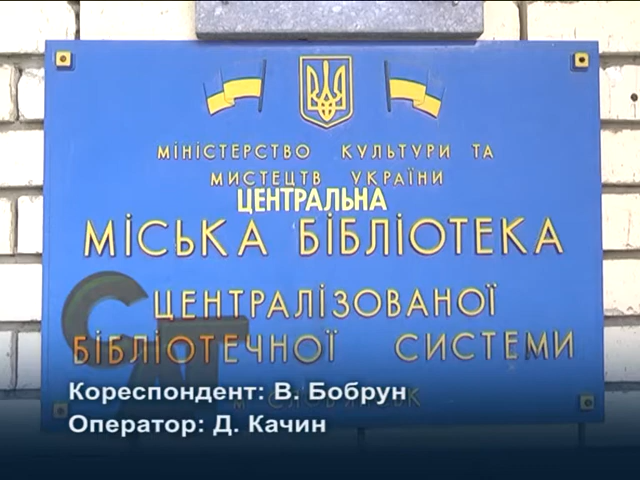 МІНІСТЕРСТВО КУЛЬТУРИ ТА
МИСТЕЦТВ УКРАЇНИ
ЦЕНТРАЛЬНА
МІСЬКА БІБЛІОТЕКА
ЦЕНТРАЛІЗОВАНОЇ
БІБЛІОТЕЧНОЇ СИСТЕМИ
Кореспондент: В. Бобрун
Оператор: Д. Качин